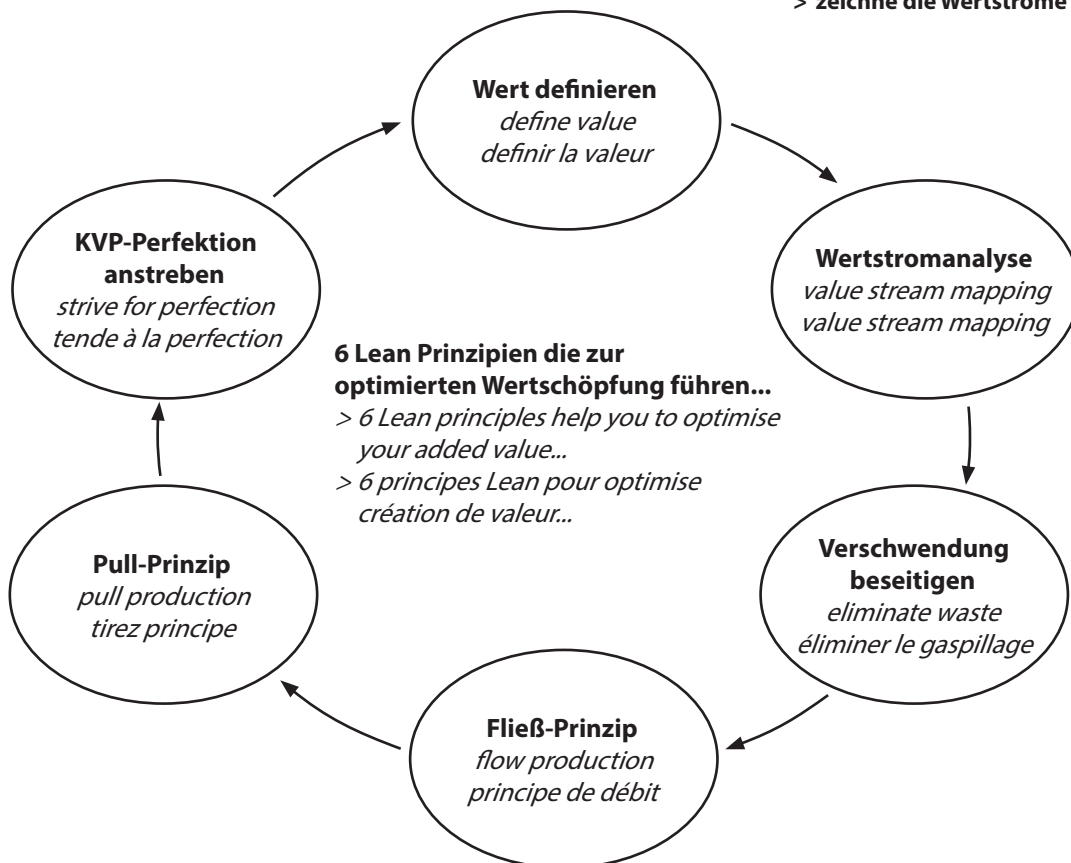 > zeichne die Wertströme
Wert definieren
define value
definir la valeur
Wertstromanalyse
value stream mapping
value stream mapping
Verschwendung
beseitigen
eliminate waste
éliminer le gaspillage
Fließ-Prinzip
flow production
principe de débit
Pull-Prinzip
pull production
tirez principe
KVP-Perfektion
anstreben
strive for perfection
tende à la perfection
6 Lean Prinzipien die zur
optimierten Wertschöpfung führen...
> 6 Lean principles help you to optimise
your added value...
> 6 principes Lean pour optimise
création de valeur...